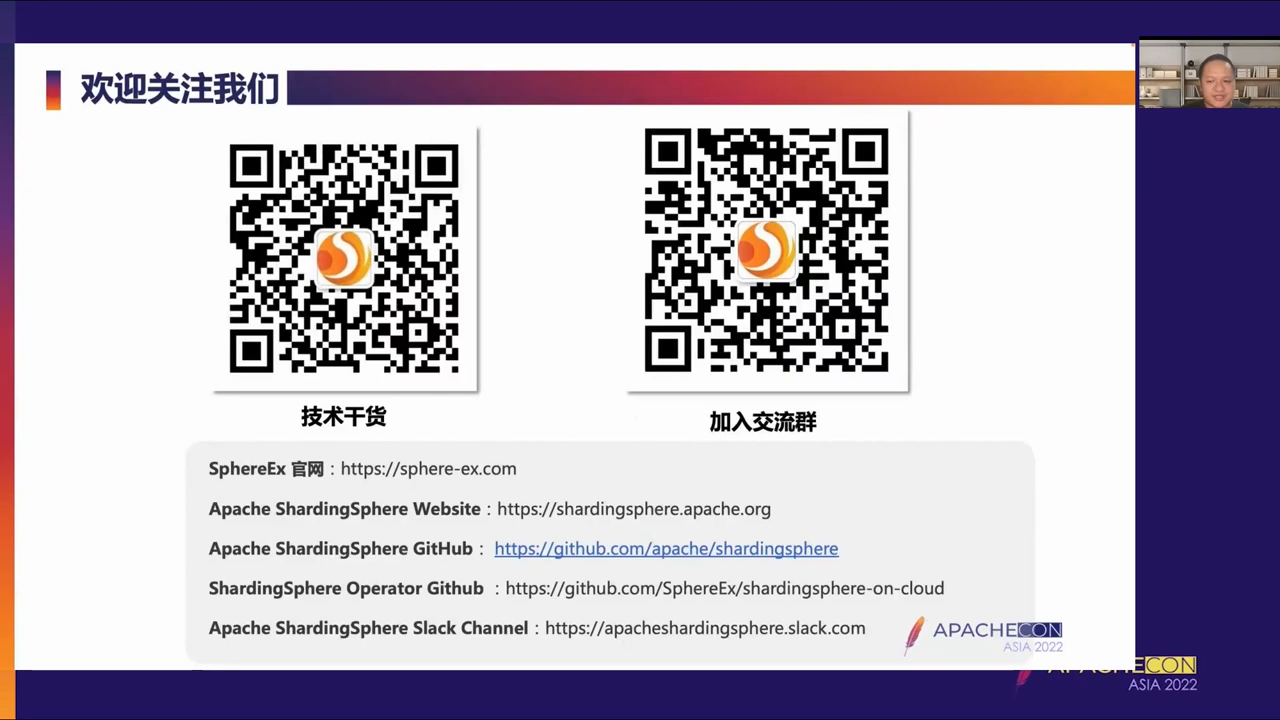 欢迎关注我们
技术干货
加入交流群
SphereEx 官网：https://sphere-ex.com
Apache ShardingSphere Website：https://shardingsphere.apache.org
Apache ShardingSphere GitHub： https://github.com/apache/shardingsphere
ShardingSphere Operator Github ：https://github.com/SphereEx/shardingsphere-on-cloud
Apache ShardingSphere Slack Channel：https://apacheshardingsphere.slack.com
APACHECON
ASIA 2022
APACHECON
ASIA 2022